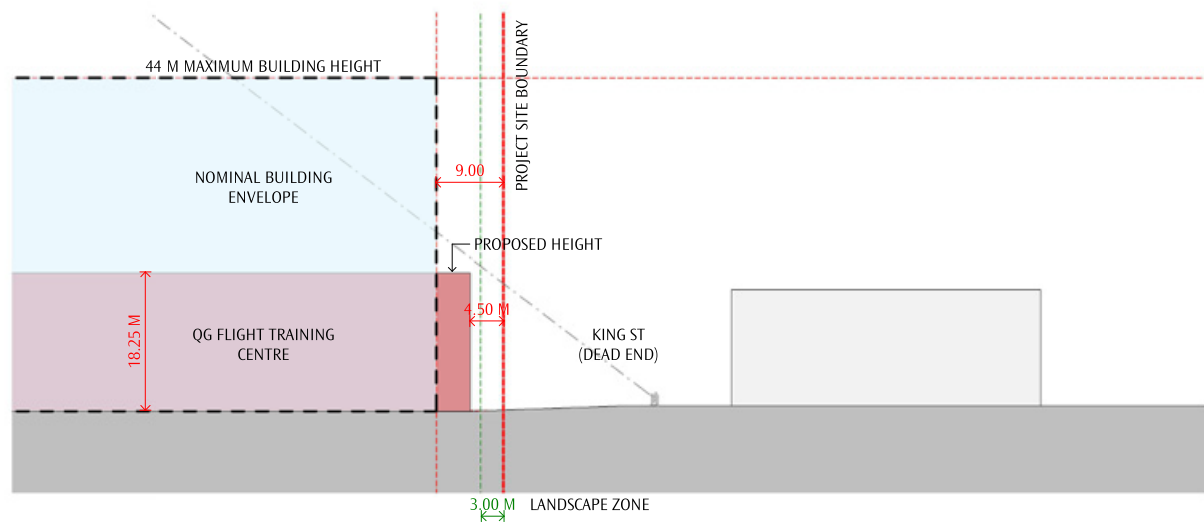 44 M MAXIMUM BUILDING HEIGHT
PROJECT SITE BOUNDARY
9.00
NOMINAL BUILDING
ENVELOPE
PROPOSED HEIGHT
4.50 M
18.25 M
QG FLIGHT TRAINING
CENTRE
KING ST
(DEAD END)
3.00 M
LANDSCAPE ZONE